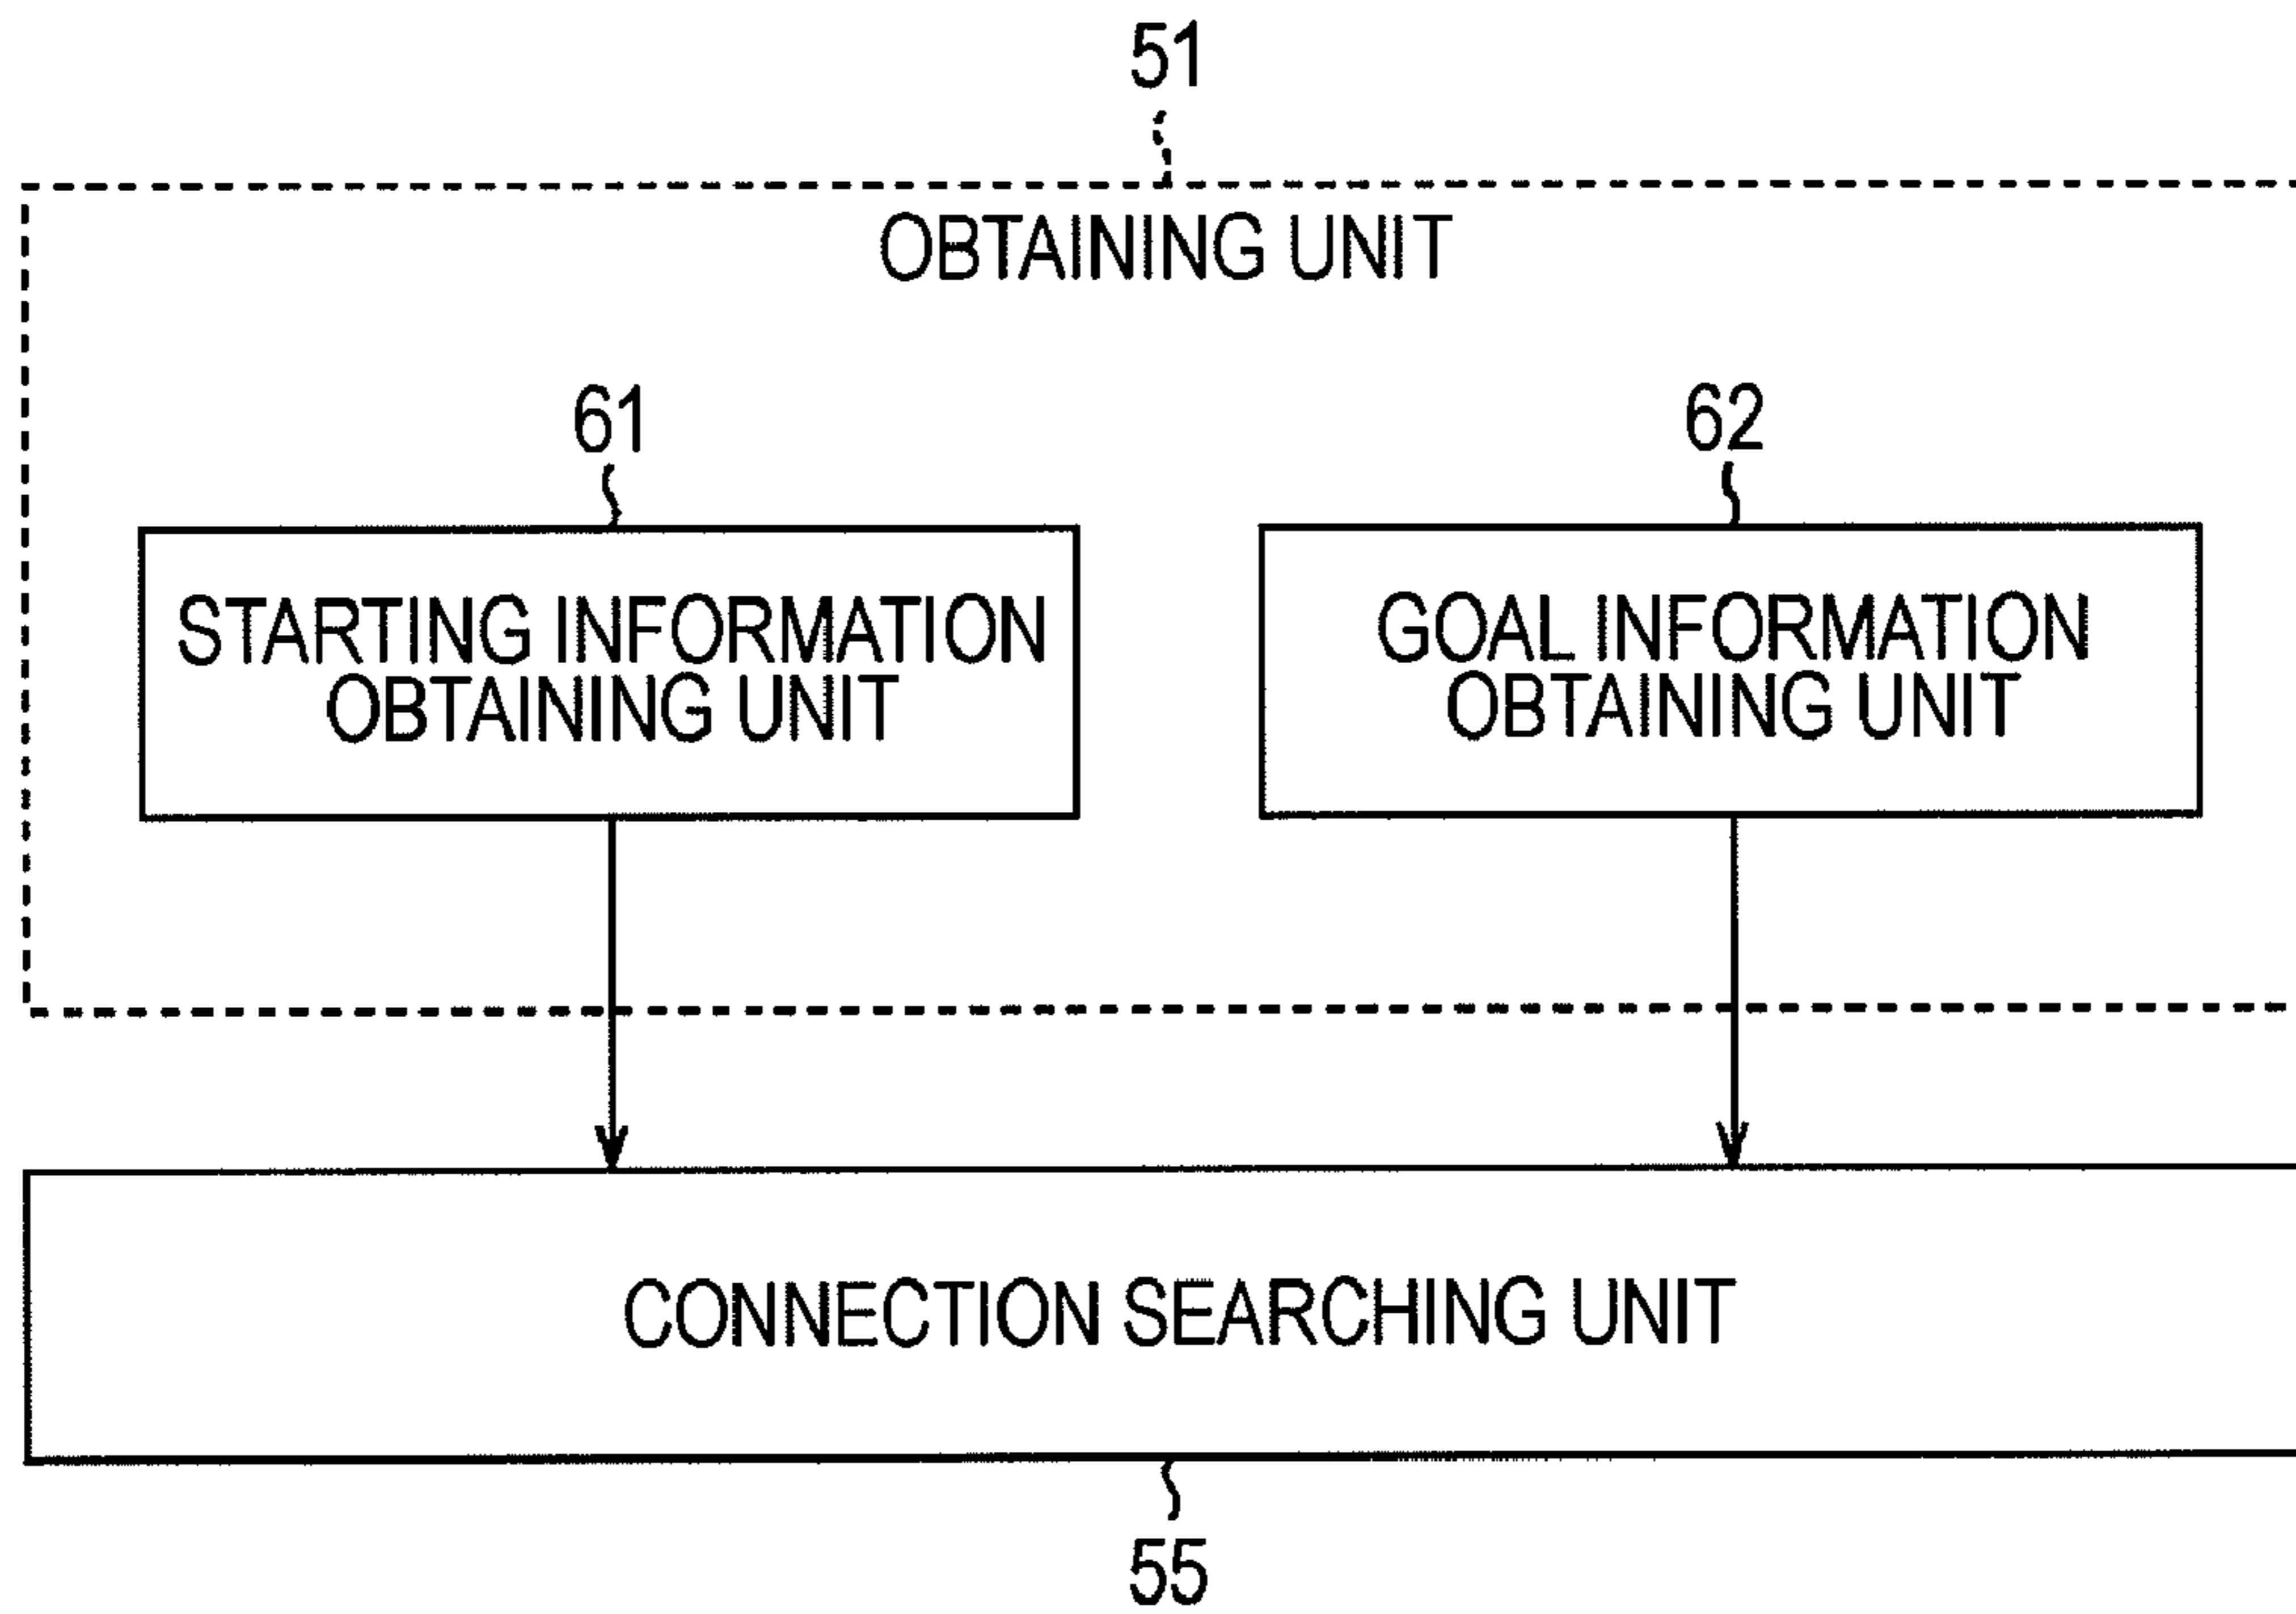 51
OBTAINING UNIT
61
62
STARTING INFORMATION
OBTAINING UNIT
GOAL INFORMATION
OBTAINING UNIT
CONNECTION SEARCHING UNIT
55